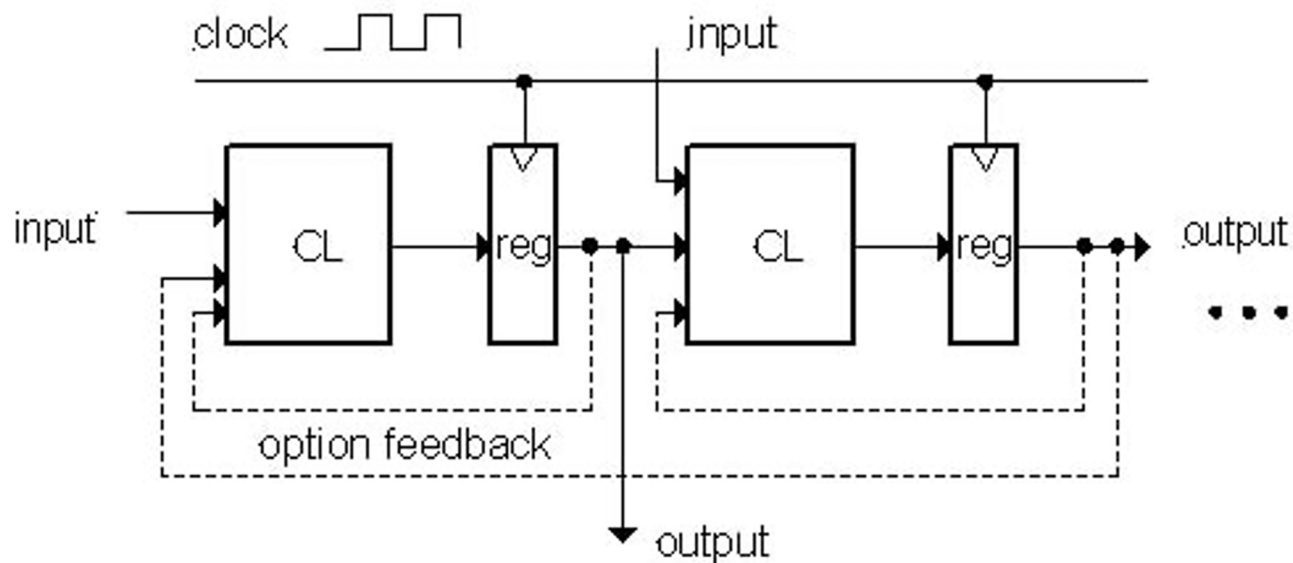 clock
input
input
CL
reg
CL
reg
output
option feedback
output